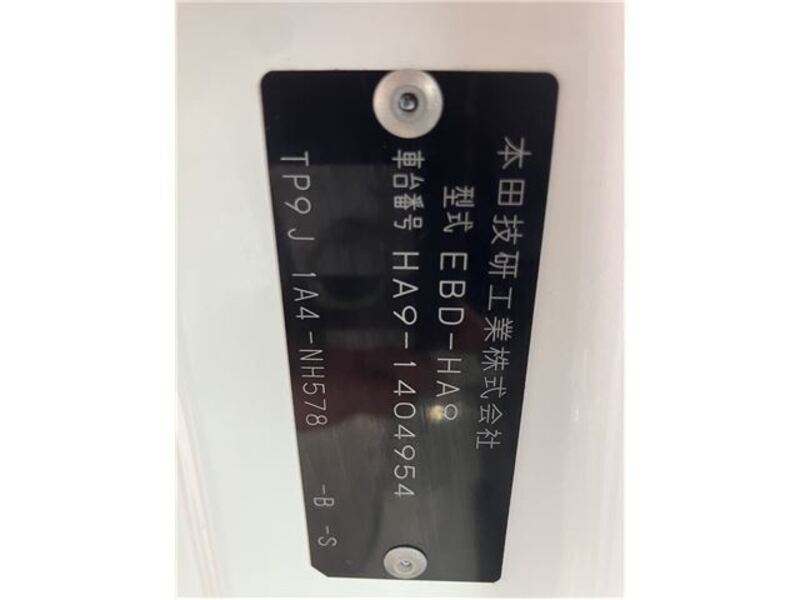 本田技研工業株式会社
型式 EBD-HA9
車台番号 HA9-1404954
TP9J 1A4-NH578 -B -S